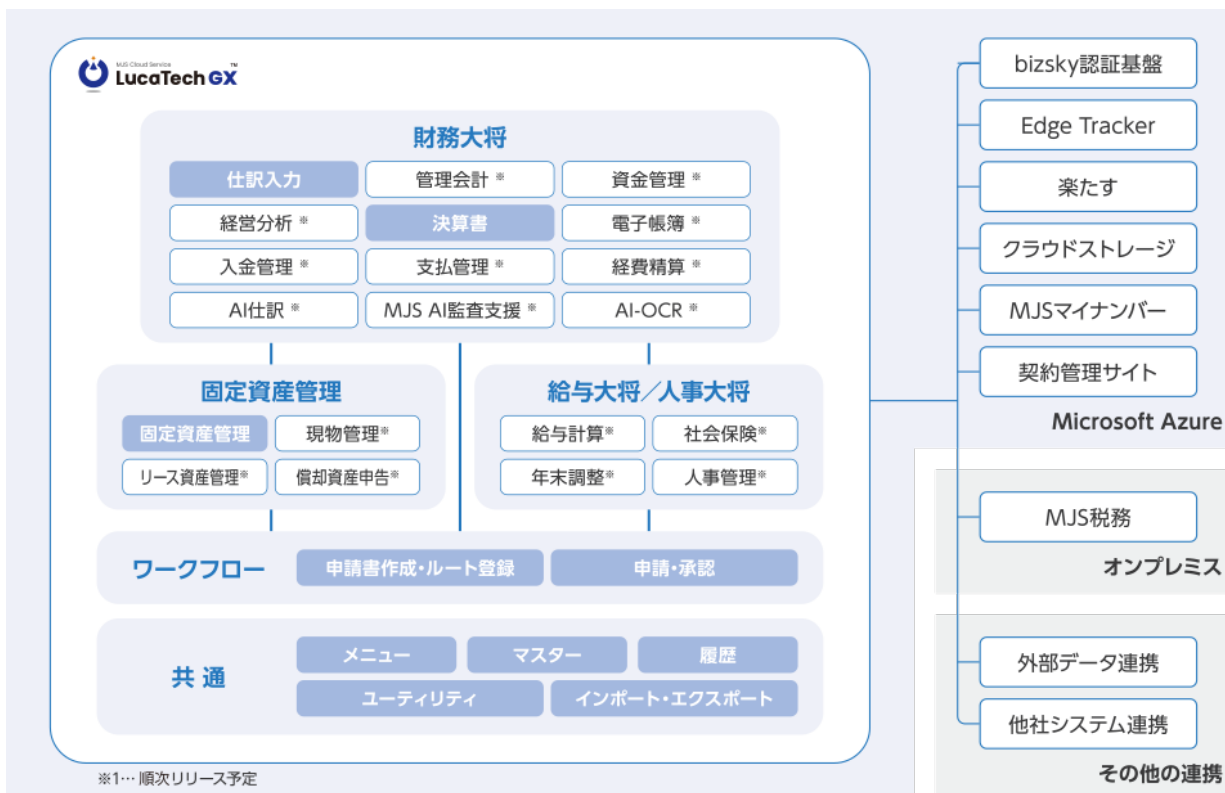 MJS Cloud Service
LucaTech GX™
財務大将
仕訳入力 管理会計※ 資金管理※
経営分析※ 決算書 電子帳簿※
入金管理※ 支払管理※ 経費精算※
AI仕訳※ MJS AI監査支援※ AI-OCR※
固定資産管理
固定資産管理 現物管理※
リース資産管理※ 償却資産申告※
給与大将／人事大将
給与計算※ 社会保険※
年末調整※ 人事管理※
ワークフロー 申請書作成・ルート登録 申請・承認
共通
メニュー マスター 履歴
ユーティリティ インポート・エクスポート
※1… 順次リリース予定
bizsky認証基盤
Edge Tracker
楽たす
クラウドストレージ
MJSマイナンバー
契約管理サイト
Microsoft Azure
MJS税務
オンプレミス
外部データ連携
他社システム連携
その他の連携